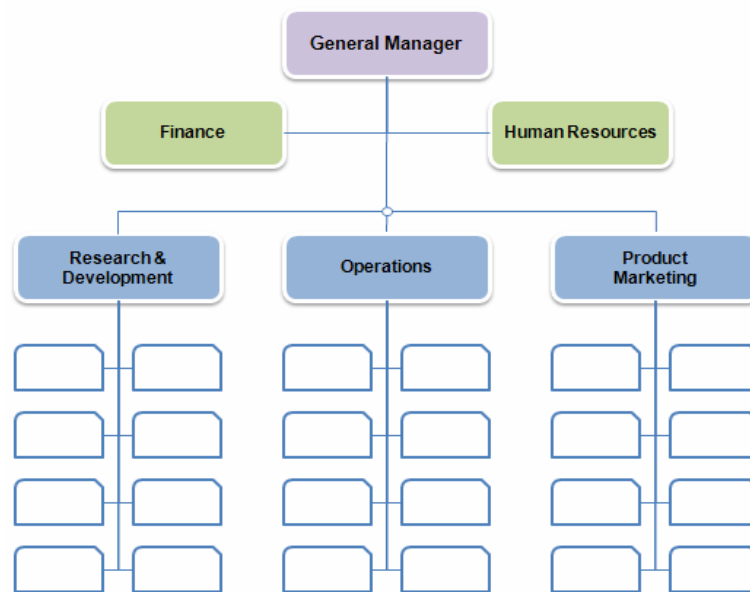 General Manager
Finance
Human Resources
Research &
Development
Operations
Product
Marketing